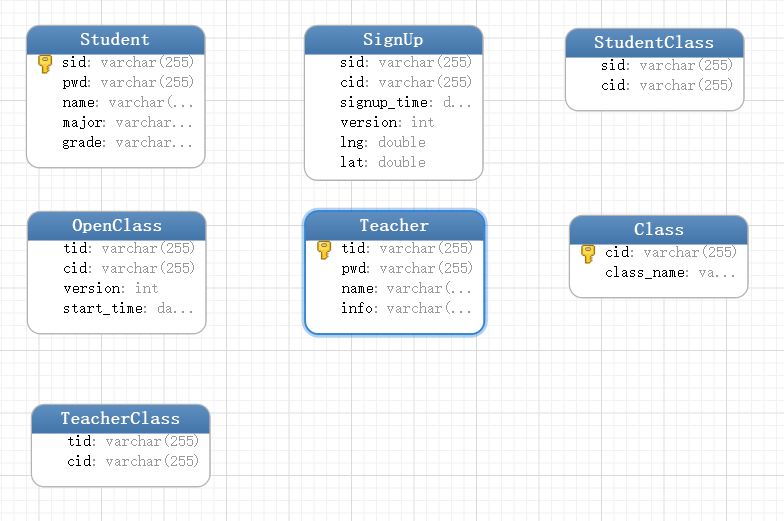 Student
sid: varchar(255)
pwd: varchar(255)
name: varchar(...
major: varchar...
grade: varchar...
SignUp
sid: varchar(255)
cid: varchar(255)
signup_time: d...
version: int
lng: double
lat: double
StudentClass
sid: varchar(255)
cid: varchar(255)
OpenClass
tid: varchar(255)
cid: varchar(255)
version: int
start_time: da...
Teacher
tid: varchar(255)
pwd: varchar(255)
name: varchar(...
info: varchar(...
Class
cid: varchar(255)
class_name: va...
TeacherClass
tid: varchar(255)
cid: varchar(255)